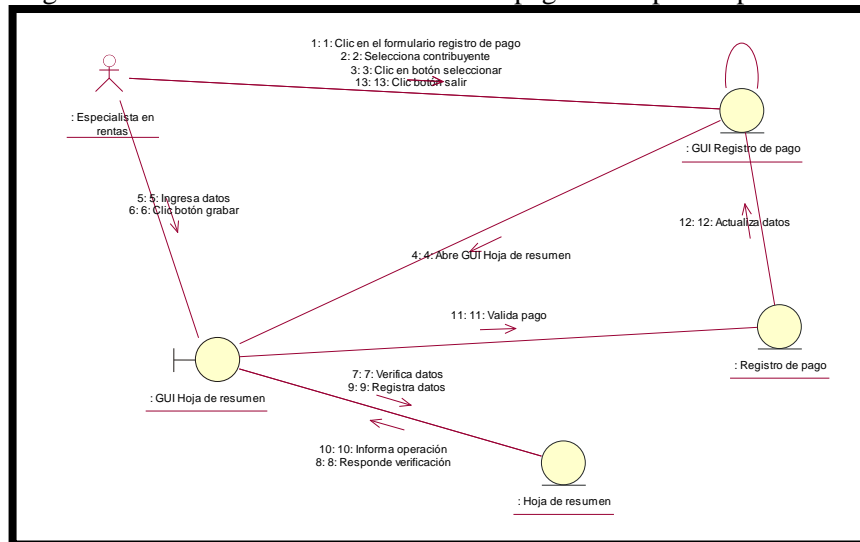 1: 1: Clic en el formulario registro de pago
2: 2: Selecciona contribuyente
3: 3: Clic en botón seleccionar
13: 13: Clic botón salir
: Especialista en
rentas
: GUI Registro de pago
5: 5: Ingresa datos
6: 6: Clic botón grabar
12: 12: Actualiza datos
4: 4: Abre GUI Hoja de resumen
11: 11: Valida pago
: Registro de pago
7: 7: Verifica datos
9: 9: Registra datos
: GUI Hoja de resumen
10: 10: Informa operación
8: 8: Responde verificación
: Hoja de resumen